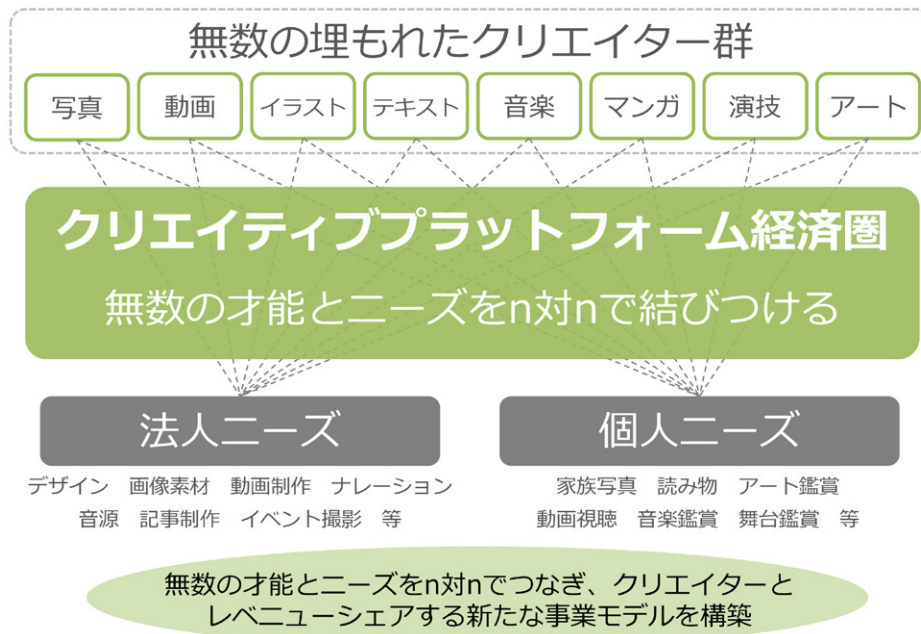 無数の埋もれたクリエイター群
写真 動画 イラスト テキスト 音楽 マンガ 演技 アート
クリエイティブプラットフォーム経済圏
無数の才能とニーズをn対nで結びつける
法人ニーズ 個人ニーズ
デザイン 画像素材 動画制作 ナレーション
音源 記事制作 イベント撮影 等
家族写真 読み物 アート鑑賞
動画視聴 音楽鑑賞 舞台鑑賞 等
無数の才能とニーズをn対nでつなぎ、クリエイターと
レベニューシェアする新たな事業モデルを構築